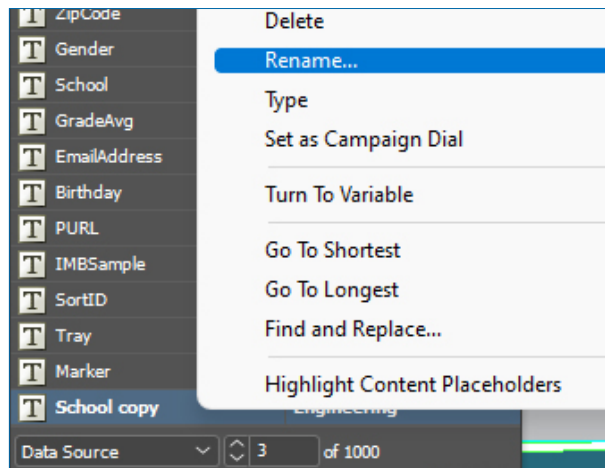 ZipCode
Gender
School
GradeAvg
EmailAddress
Birthday
PURL
IMBSample
SortID
Tray
Marker
School copy Engineering
Data Source 3 of 1000
Delete
Rename...
Type
Set as Campaign Dial
Turn To Variable
Go To Shortest
Go To Longest
Find and Replace...
Highlight Content Placeholders